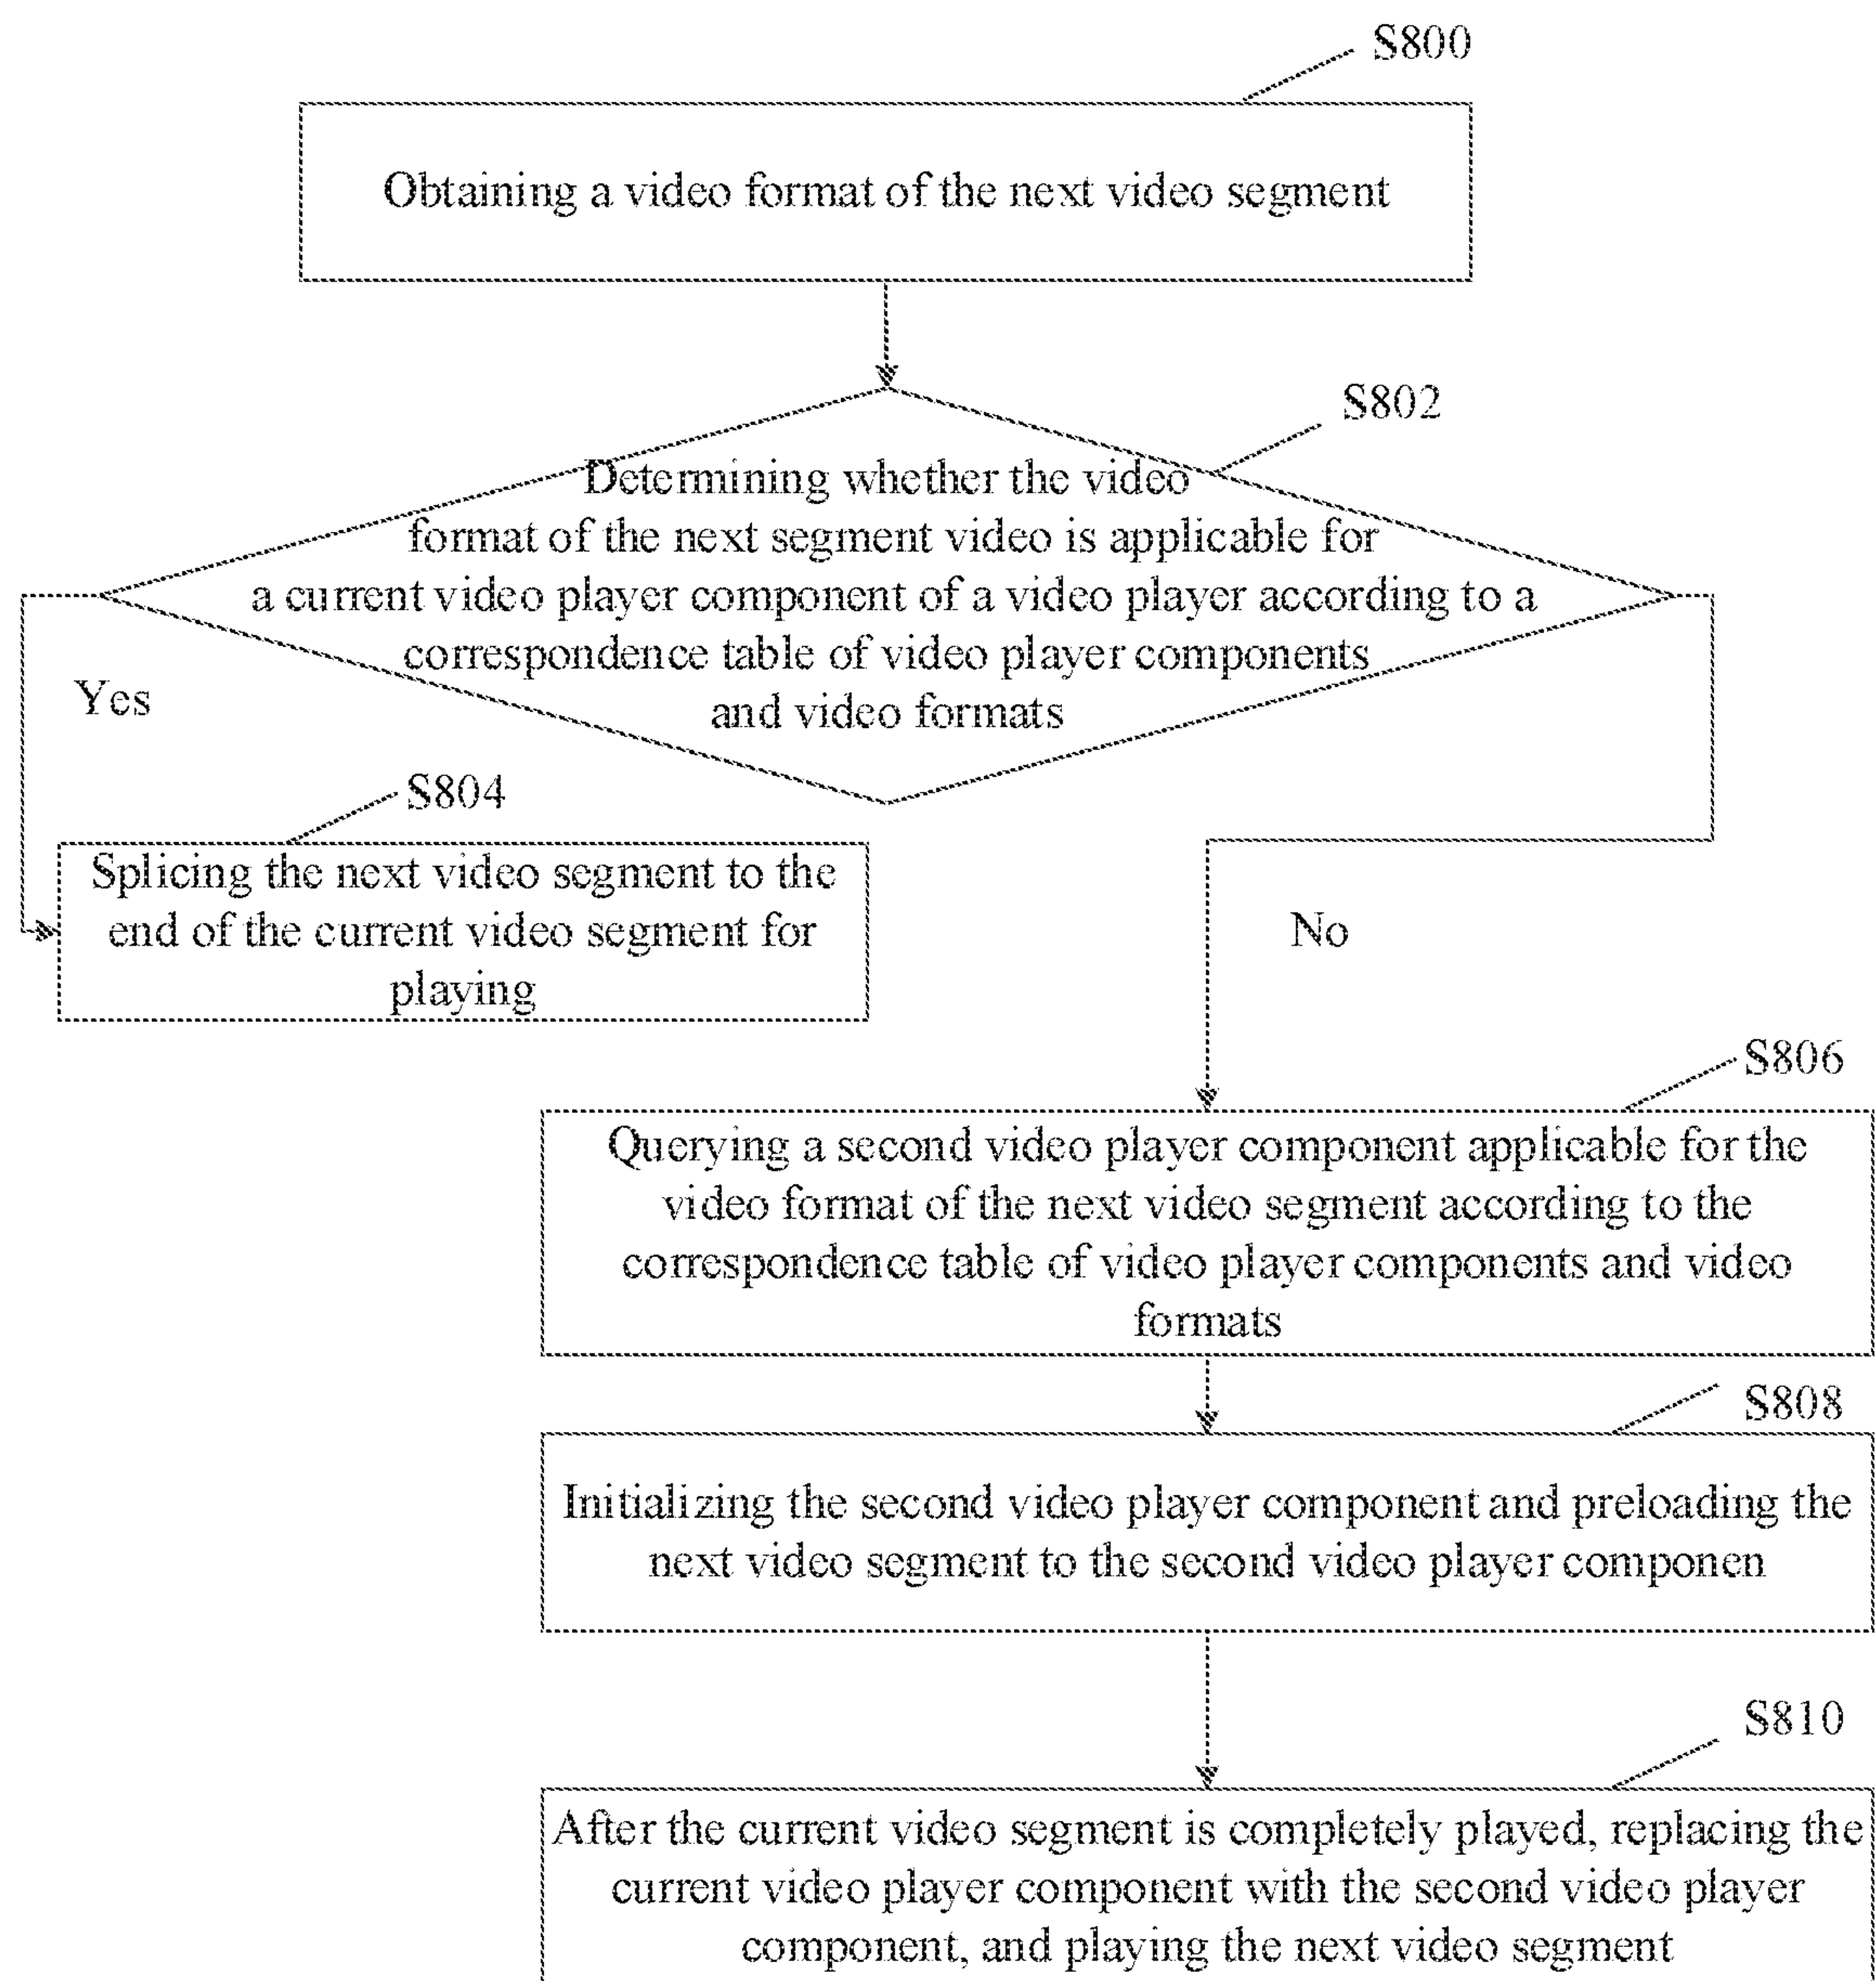 S800
Obtaining a video format of the next video segment
S802
Determining whether the video
format of the next segment video is applicable for
a current video player component of a video player according to a
correspondence table of video player components
and video formats
Yes
S804
Splicing the next video segment to the
end of the current video segment for
playing
No
S806
Querying a second video player component applicable for the
video format of the next video segment according to the
correspondence table of video player components and video
formats
S808
Initializing the second video player component and preloading the
next video segment to the second video player componen
S810
After the current video segment is completely played, replacing the
current video player component with the second video player
component, and playing the next video segment